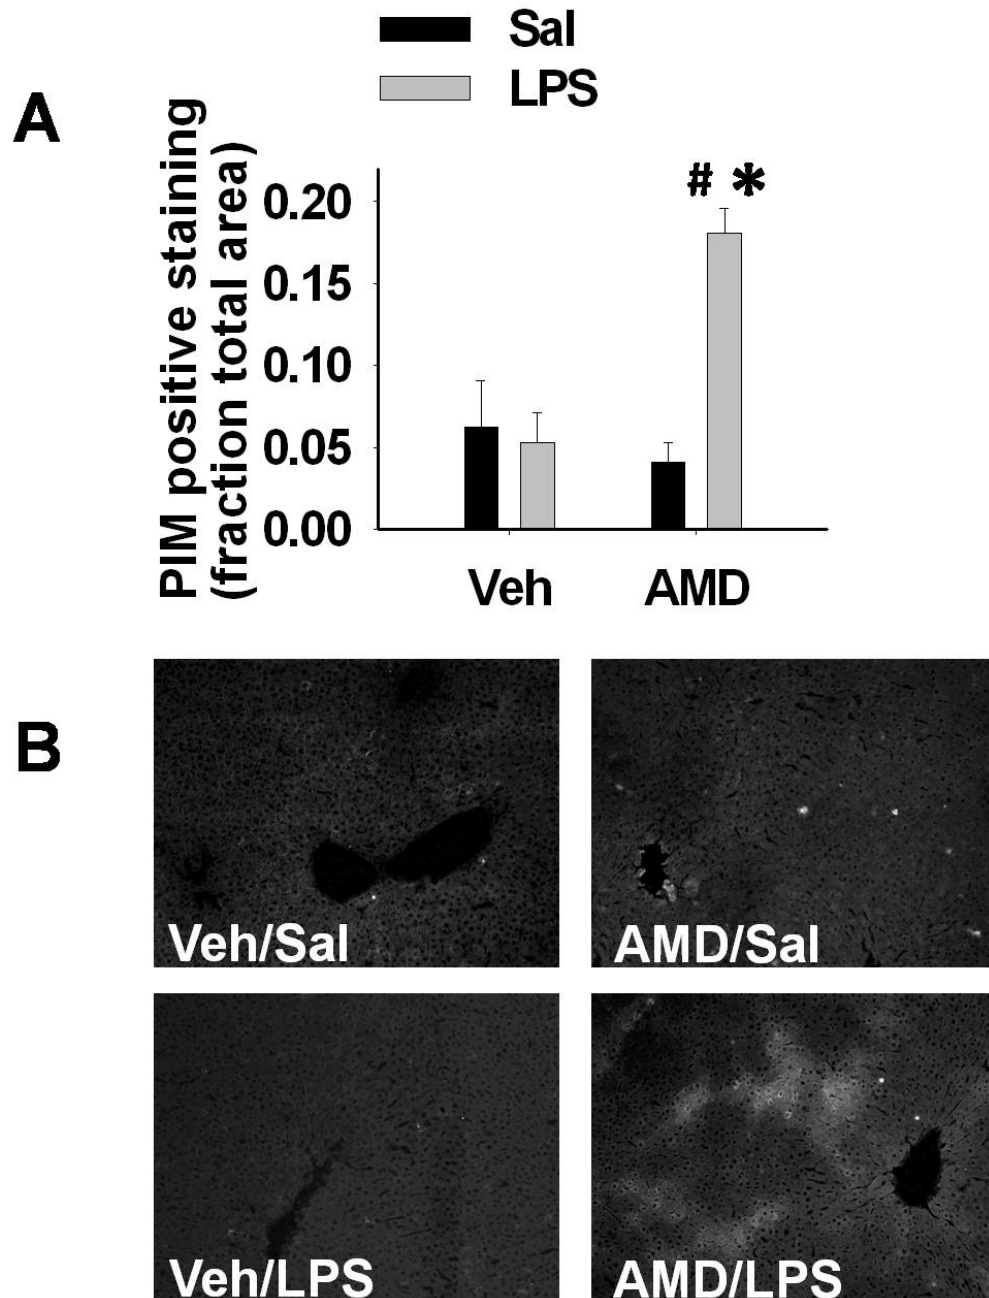 Sal
LPS
A
PIM positive staining
(fraction total area)
# *
0.20
0.15
0.10
0.05
0.00
Veh AMD
B
Veh/Sal
AMD/Sal
Veh/LPS
AMD/LPS